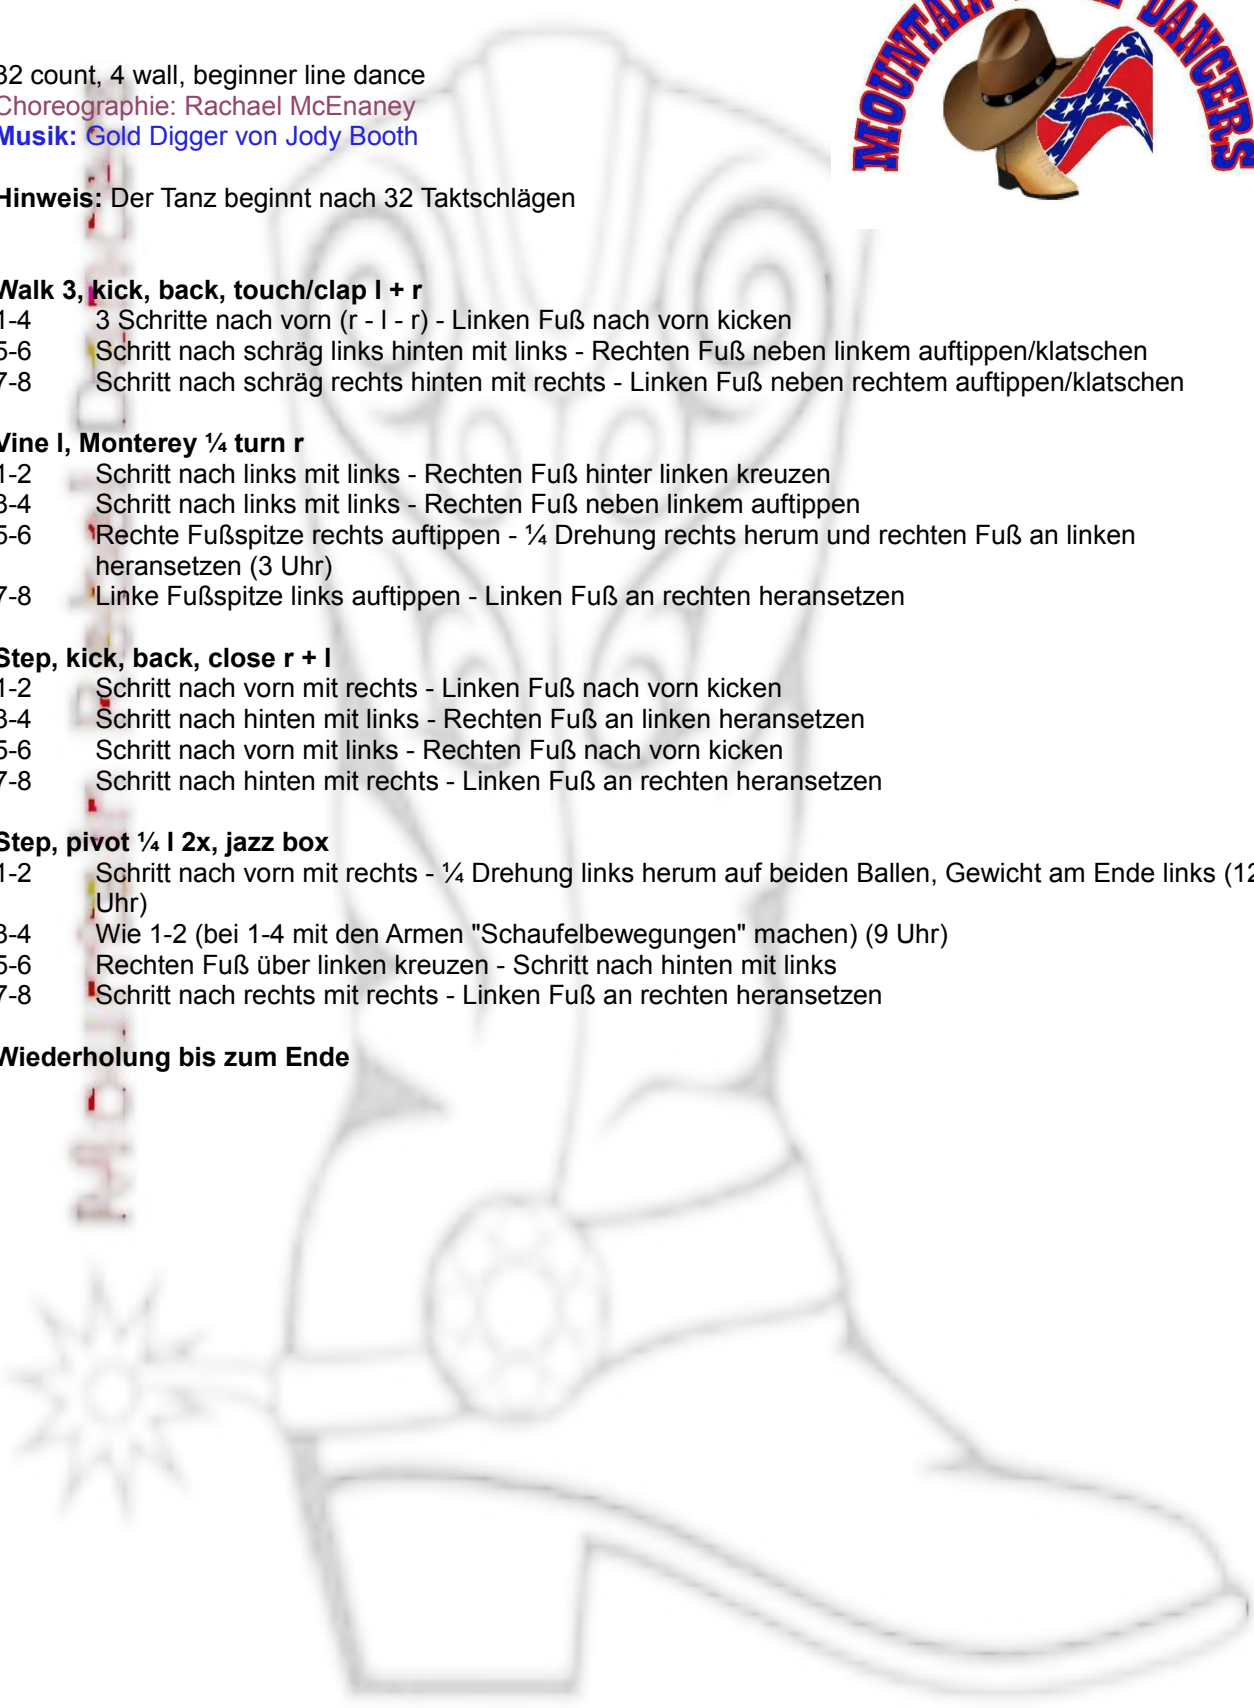 MOUNTAIN DANCERS
32 count, 4 wall, beginner line dance
Choreographie: Rachael McEnaney
Musik: Gold Digger von Jody Booth
Hinweis: Der Tanz beginnt nach 32 Taktschlägen
Walk 3, kick, back, touch/clap l + r
1-4 3 Schritte nach vorn (r - l - r) - Linken Fuß nach vorn kicken
5-6 Schritt nach schräg links hinten mit links - Rechten Fuß neben linkem auftippen/klatschen
7-8 Schritt nach schräg rechts hinten mit rechts - Linken Fuß neben rechtem auftippen/klatschen
Vine l, Monterey ¼ turn r
1-2 Schritt nach links mit links - Rechten Fuß hinter linken kreuzen
3-4 Schritt nach links mit links - Rechten Fuß neben linkem auftippen
5-6 Rechte Fußspitze rechts auftippen - ¼ Drehung rechts herum und rechten Fuß an linken
heransetzen (3 Uhr)
7-8 Linke Fußspitze links auftippen - Linken Fuß an rechten heransetzen
Step, kick, back, close r + l
1-2 Schritt nach vorn mit rechts - Linken Fuß nach vorn kicken
3-4 Schritt nach hinten mit links - Rechten Fuß an linken heransetzen
5-6 Schritt nach vorn mit links - Rechten Fuß nach vorn kicken
7-8 Schritt nach hinten mit rechts - Linken Fuß an rechten heransetzen
Step, pivot ¼ l 2x, jazz box
1-2 Schritt nach vorn mit rechts - ¼ Drehung links herum auf beiden Ballen, Gewicht am Ende links (12
Uhr)
3-4 Wie 1-2 (bei 1-4 mit den Armen "Schaufelbewegungen" machen) (9 Uhr)
5-6 Rechten Fuß über linken kreuzen - Schritt nach hinten mit links
7-8 Schritt nach rechts mit rechts - Linken Fuß an rechten heransetzen
Wiederholung bis zum Ende